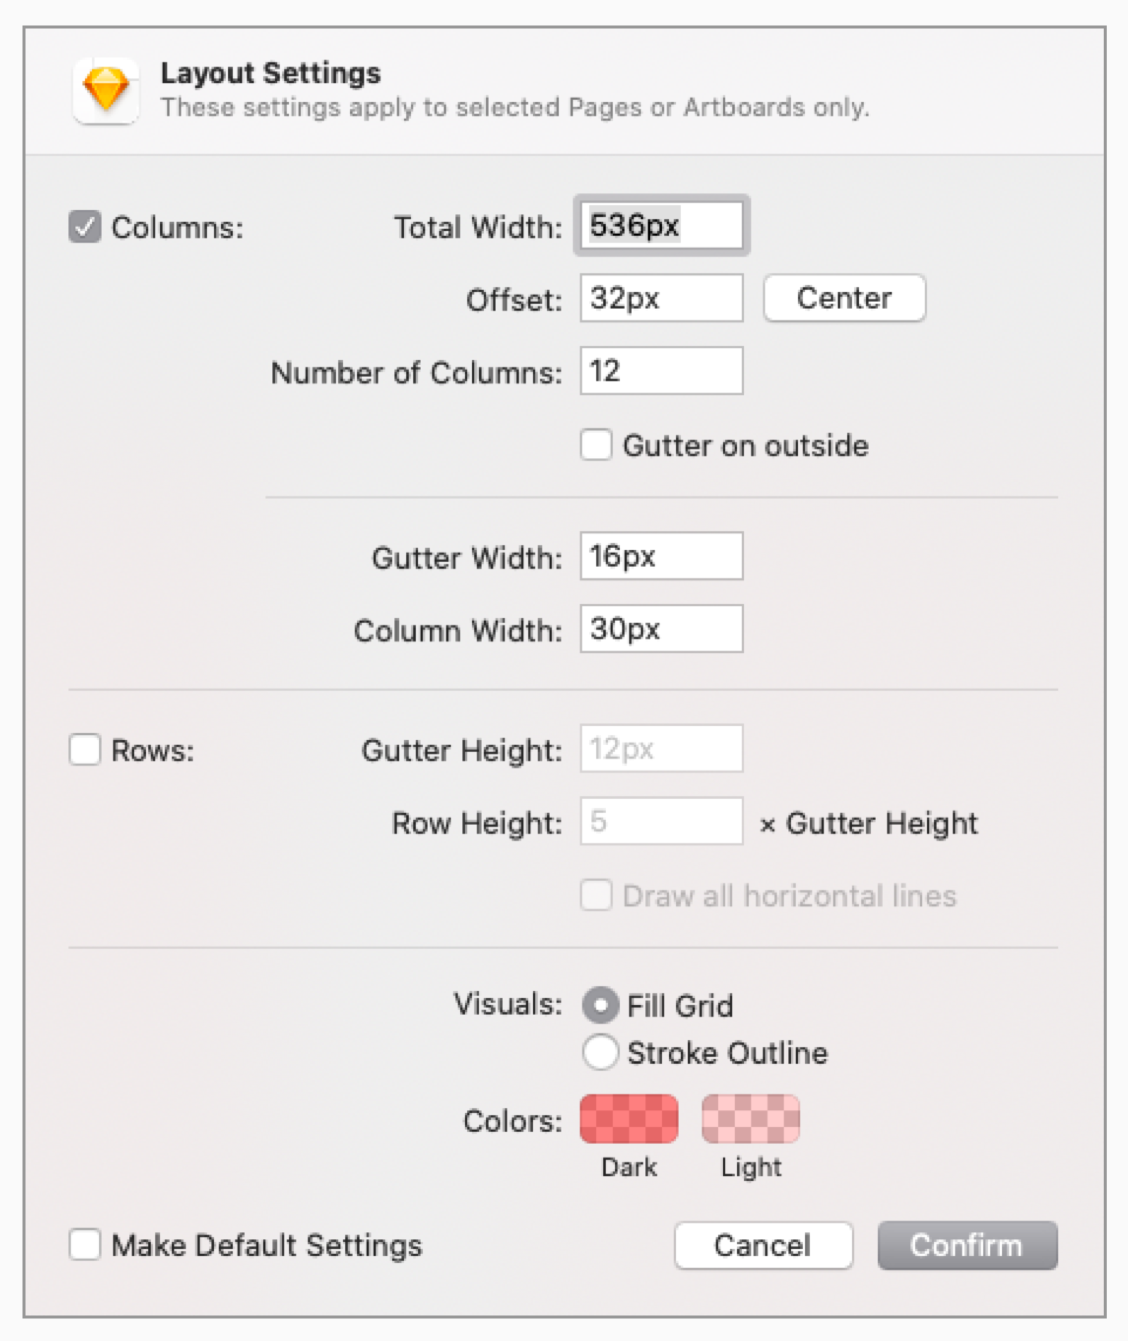 Layout Settings
These settings apply to selected Pages or Artboards only.
Columns: Total Width: 536px
Offset: 32px Center
Number of Columns: 12
Gutter on outside
Gutter Width: 16px
Column Width: 30px
Rows: Gutter Height: 12px
Row Height: 5 × Gutter Height
Draw all horizontal lines
Visuals: Fill Grid
Stroke Outline
Colors:
Dark Light
Make Default Settings Cancel Confirm